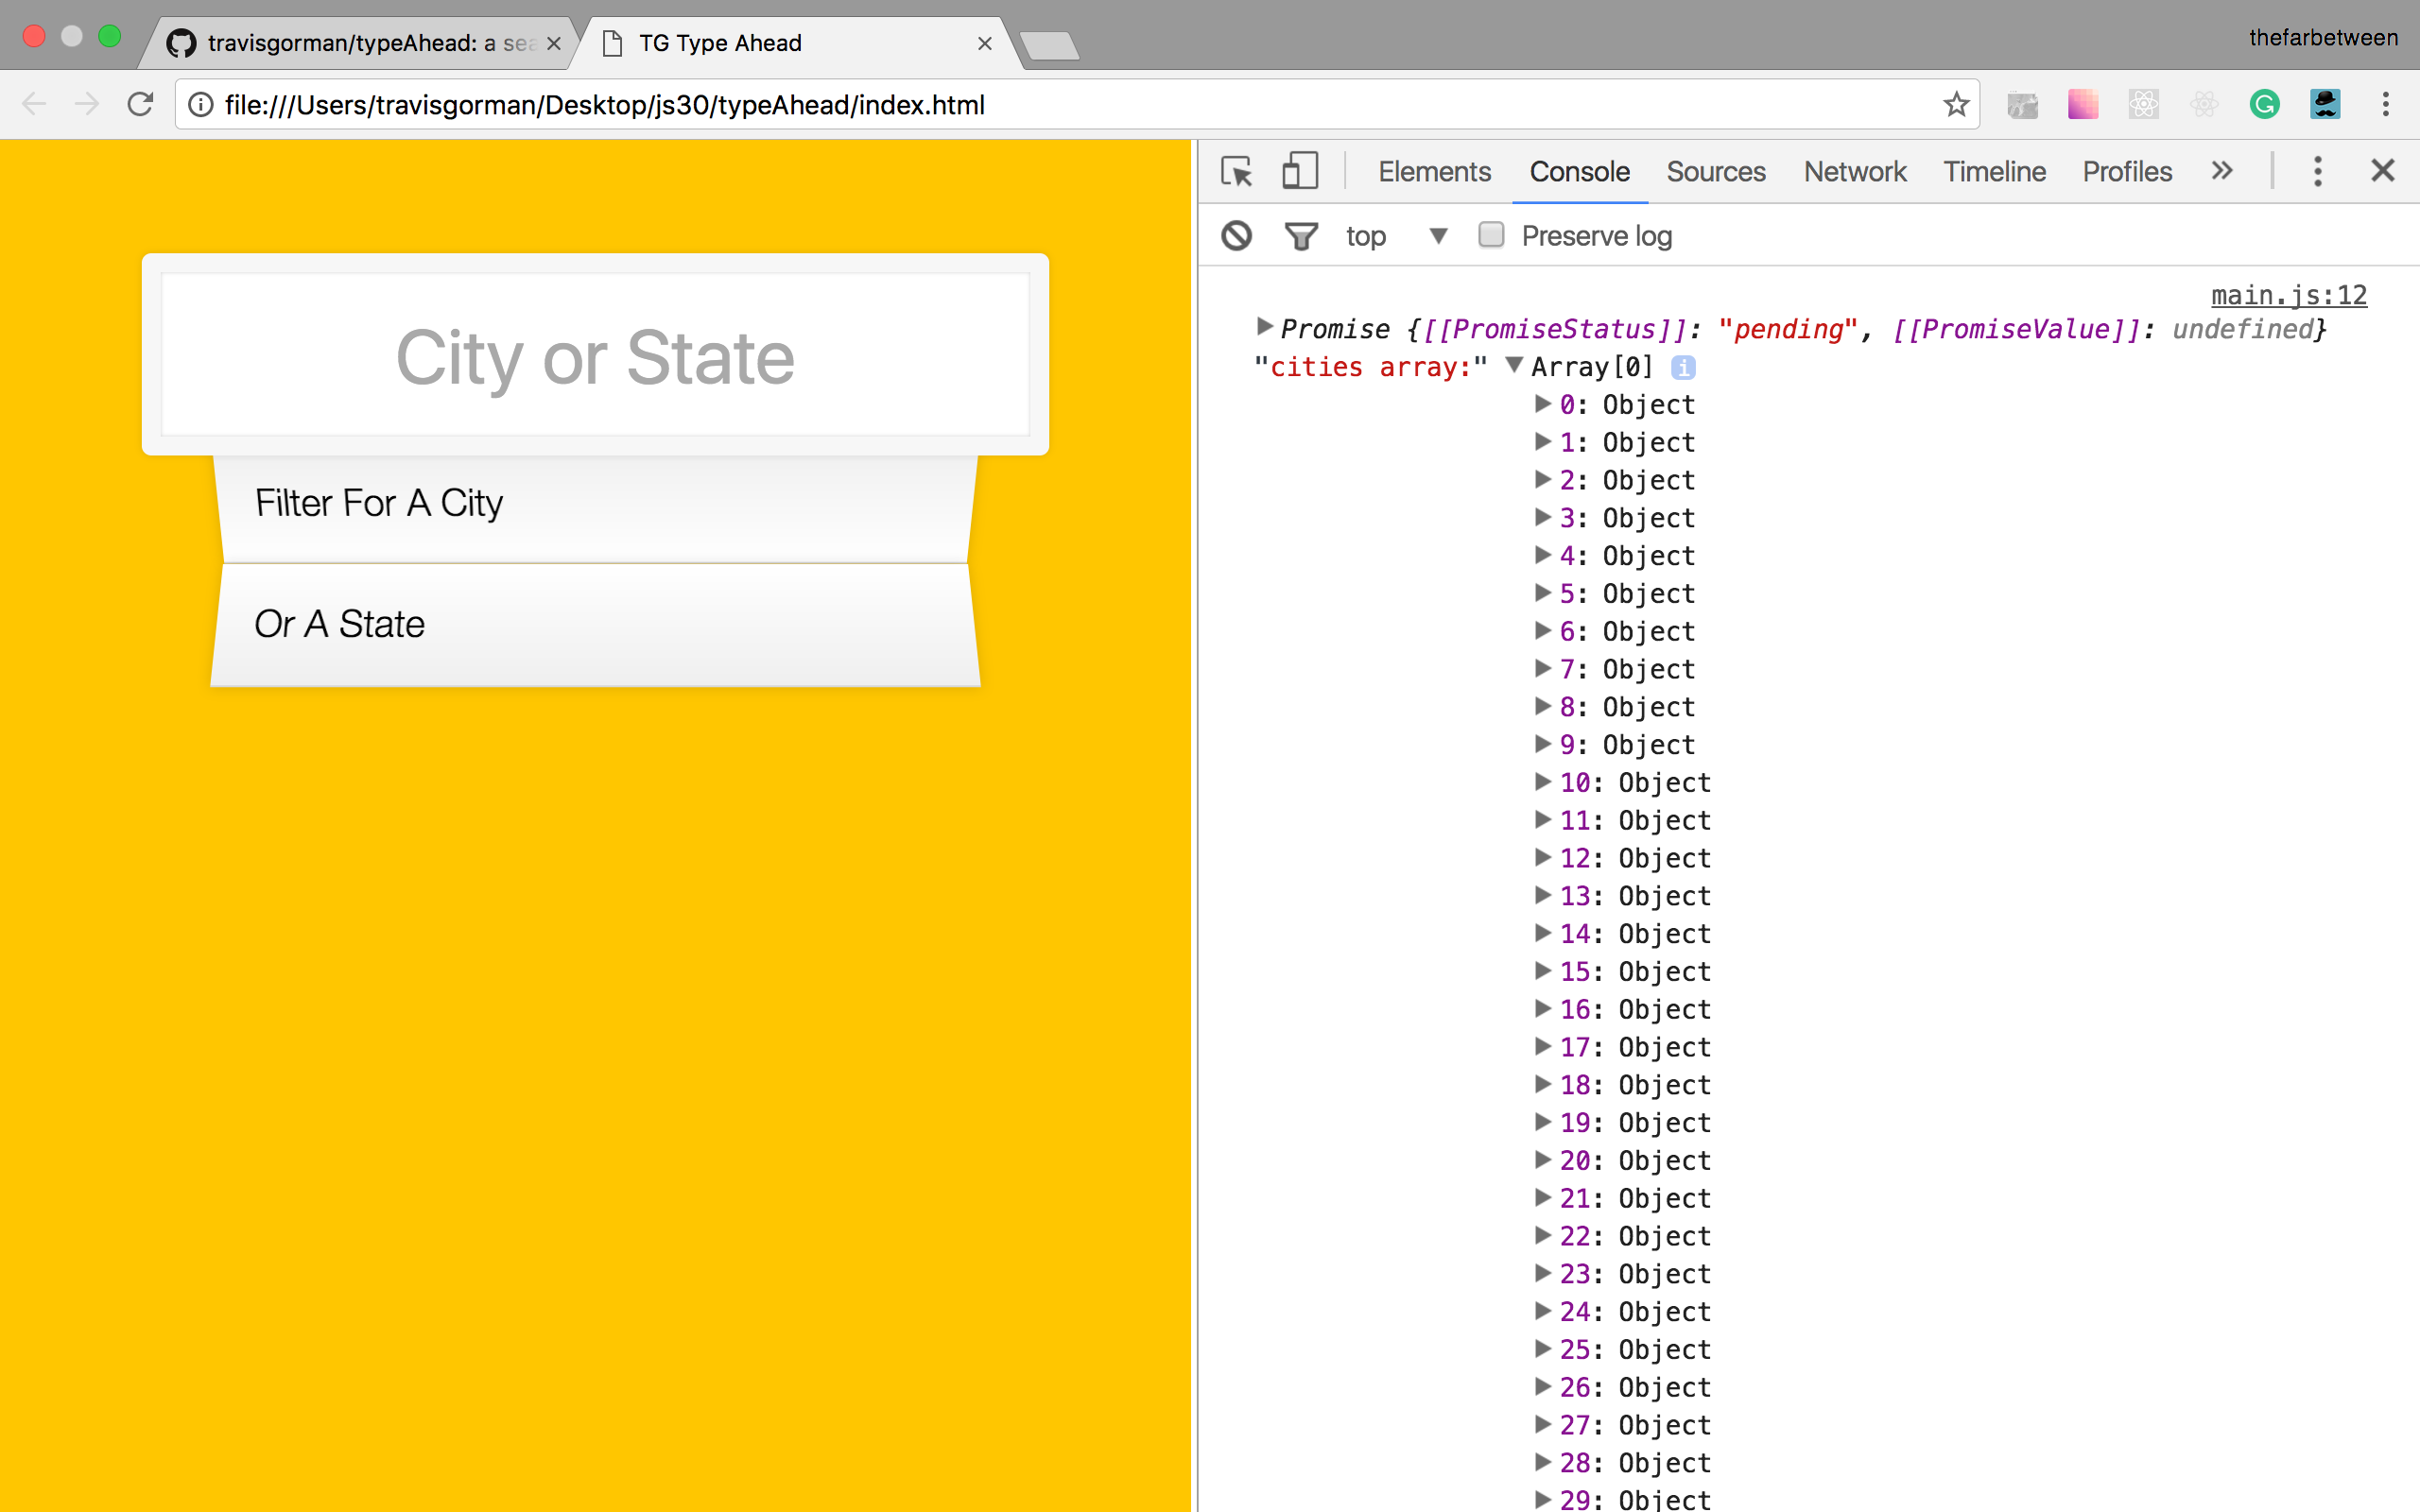 travisgorman/typeAhead: a sea
TG Type Ahead
thefarbetween
file:///Users/travisgorman/Desktop/js30/typeAhead/index.html
City or State
Filter For A City
Or A State
Elements Console Sources Network Timeline Profiles
top Preserve log
main.js:12
Promise {[[PromiseStatus]]: "pending", [[PromiseValue]]: undefined}
"cities array:" Array[0] i
0: Object
1: Object
2: Object
3: Object
4: Object
5: Object
6: Object
7: Object
8: Object
9: Object
10: Object
11: Object
12: Object
13: Object
14: Object
15: Object
16: Object
17: Object
18: Object
19: Object
20: Object
21: Object
22: Object
23: Object
24: Object
25: Object
26: Object
27: Object
28: Object
29: Object